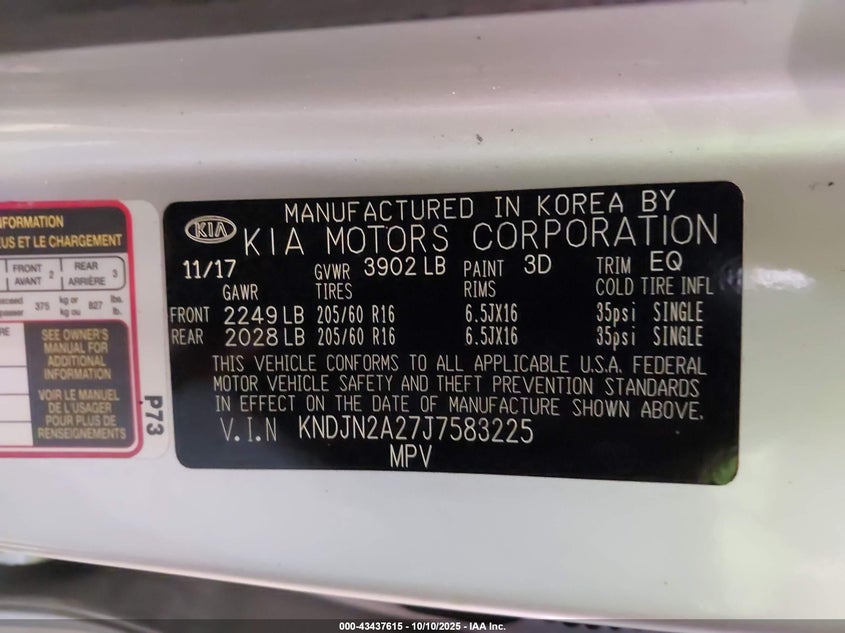 INFORMATION
US ET LE CHARGEMENT
FRONT AVANT 2 REAR ARRIÈRE 3
exceed 375 kg or kg ou 827 lbs. lb.
SEE OWNER'S
MANUAL FOR
ADDITIONAL
INFORMATION
VOIR LE MANUEL
DE L'USAGER
POUR PLUS DE
RENSEIGNEMENTS
P73
MANUFACTURED IN KOREA BY
KIA KIA MOTORS CORPORATION
11/17 GVWR 3902 LB PAINT 3D TRIM EQ
GAWR TIRES RIMS COLD TIRE INFL
FRONT 2249 LB 205/60 R16 6.5JX16 35psi SINGLE
REAR 2028 LB 205/60 R16 6.5JX16 35psi SINGLE
THIS VEHICLE CONFORMS TO ALL APPLICABLE U.S.A. FEDERAL
MOTOR VEHICLE SAFETY AND THEFT PREVENTION STANDARDS
IN EFFECT ON THE DATE OF MANUFACTURE SHOWN ABOVE.
V.I.N KNDJN2A27J7583225
MPV
000-43437615 - 10/10/2025 - IAA Inc.